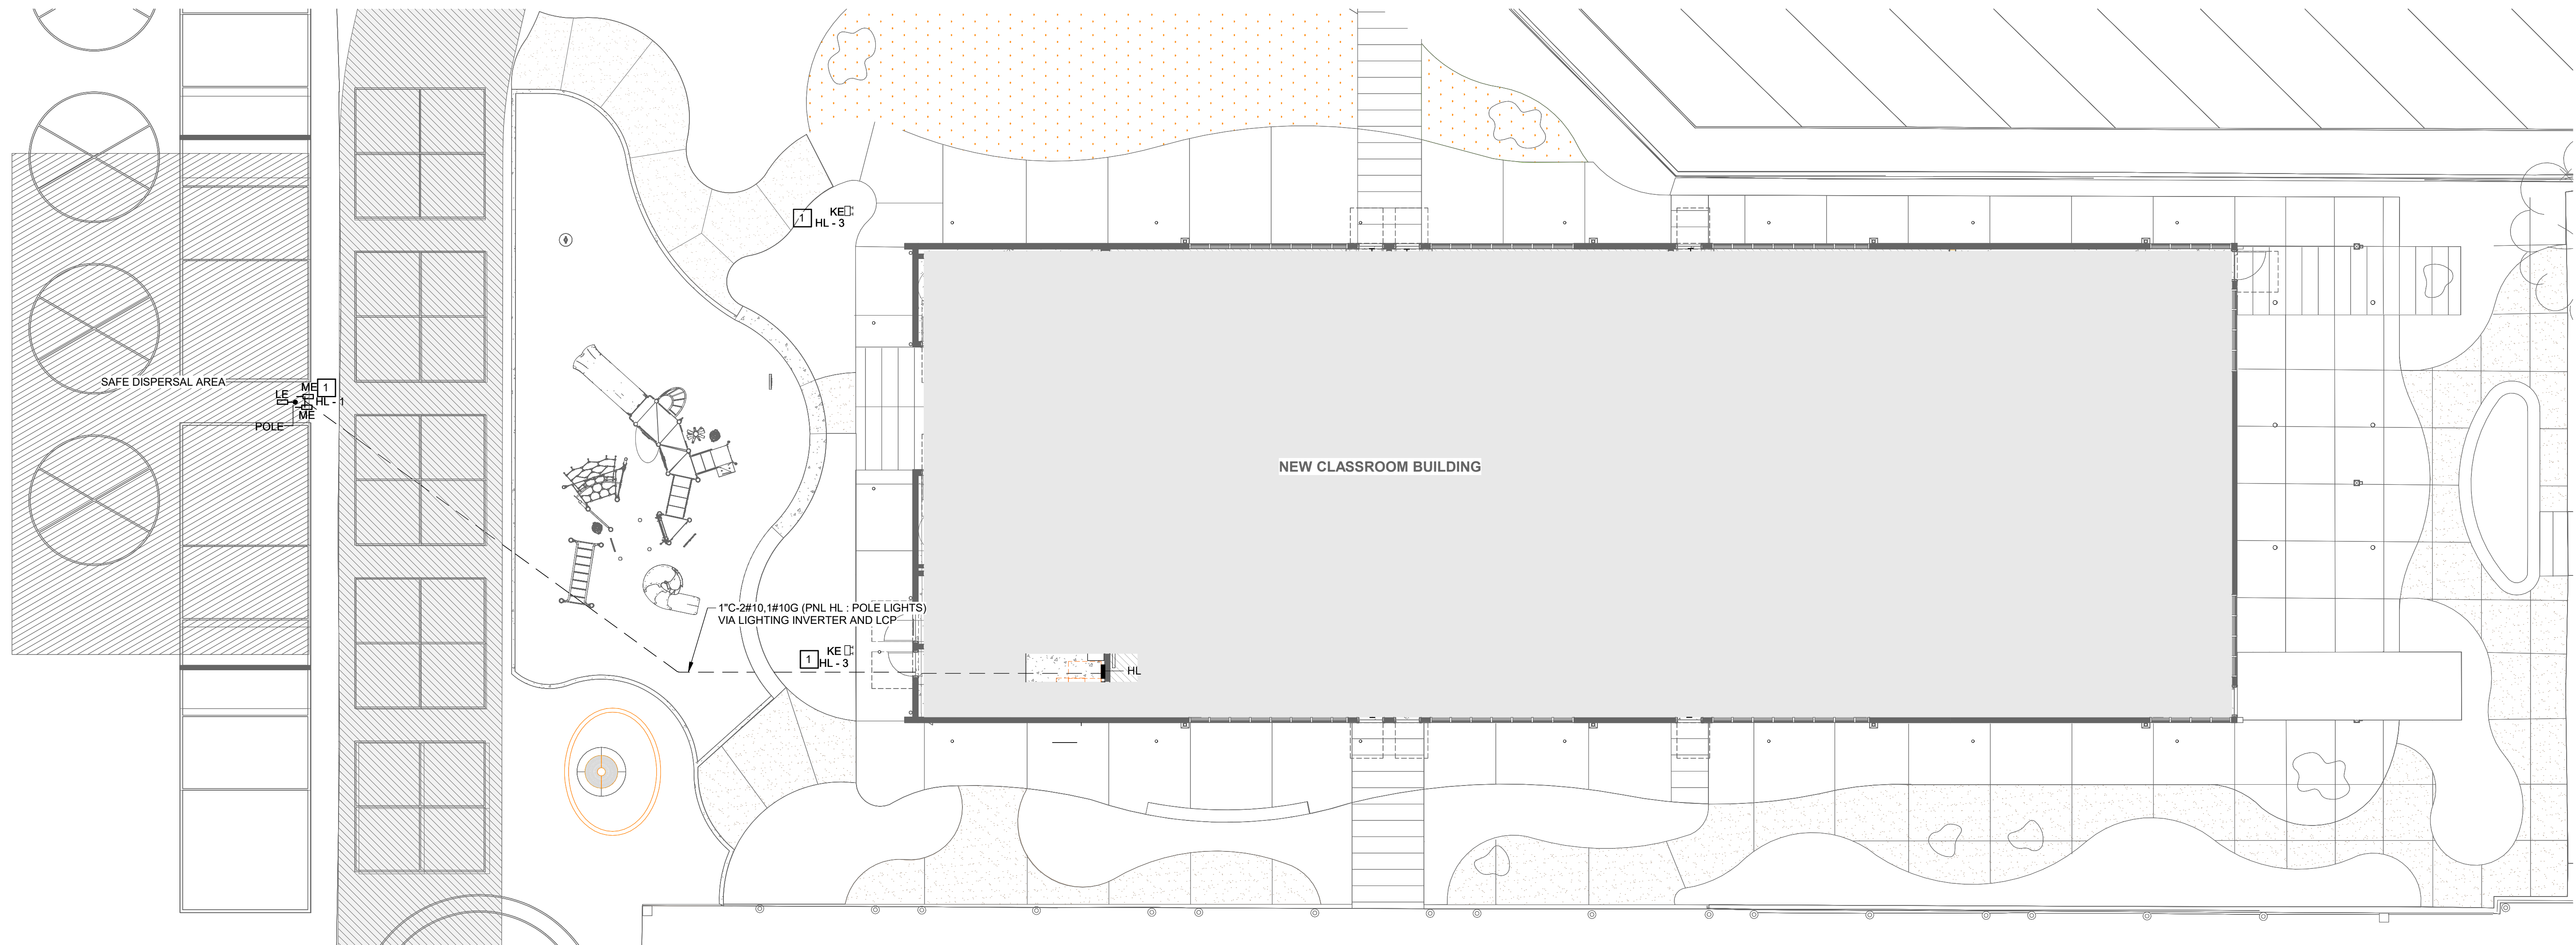 1
KE
HL - 3
SAFE DISPERSAL AREA
ME
1
LE
HL - 1
ME
POLE
NEW CLASSROOM BUILDING
1"C-2#10,1#10G (PNL HL : POLE LIGHTS)
VIA LIGHTING INVERTER AND LCP
1
KE
HL - 3
HL